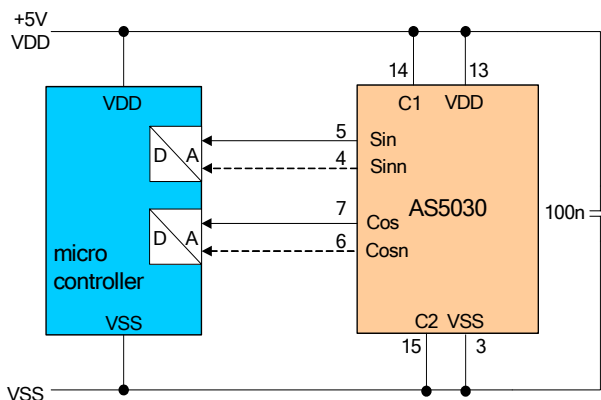 +5V
VDD
14
13
VDD
C1
VDD
D
A
5
Sin
4
Sinn
AS5030
100n
7
Cos
D
A
6
Cosn
micro
controller
VSS
C2
VSS
15
3
VSS